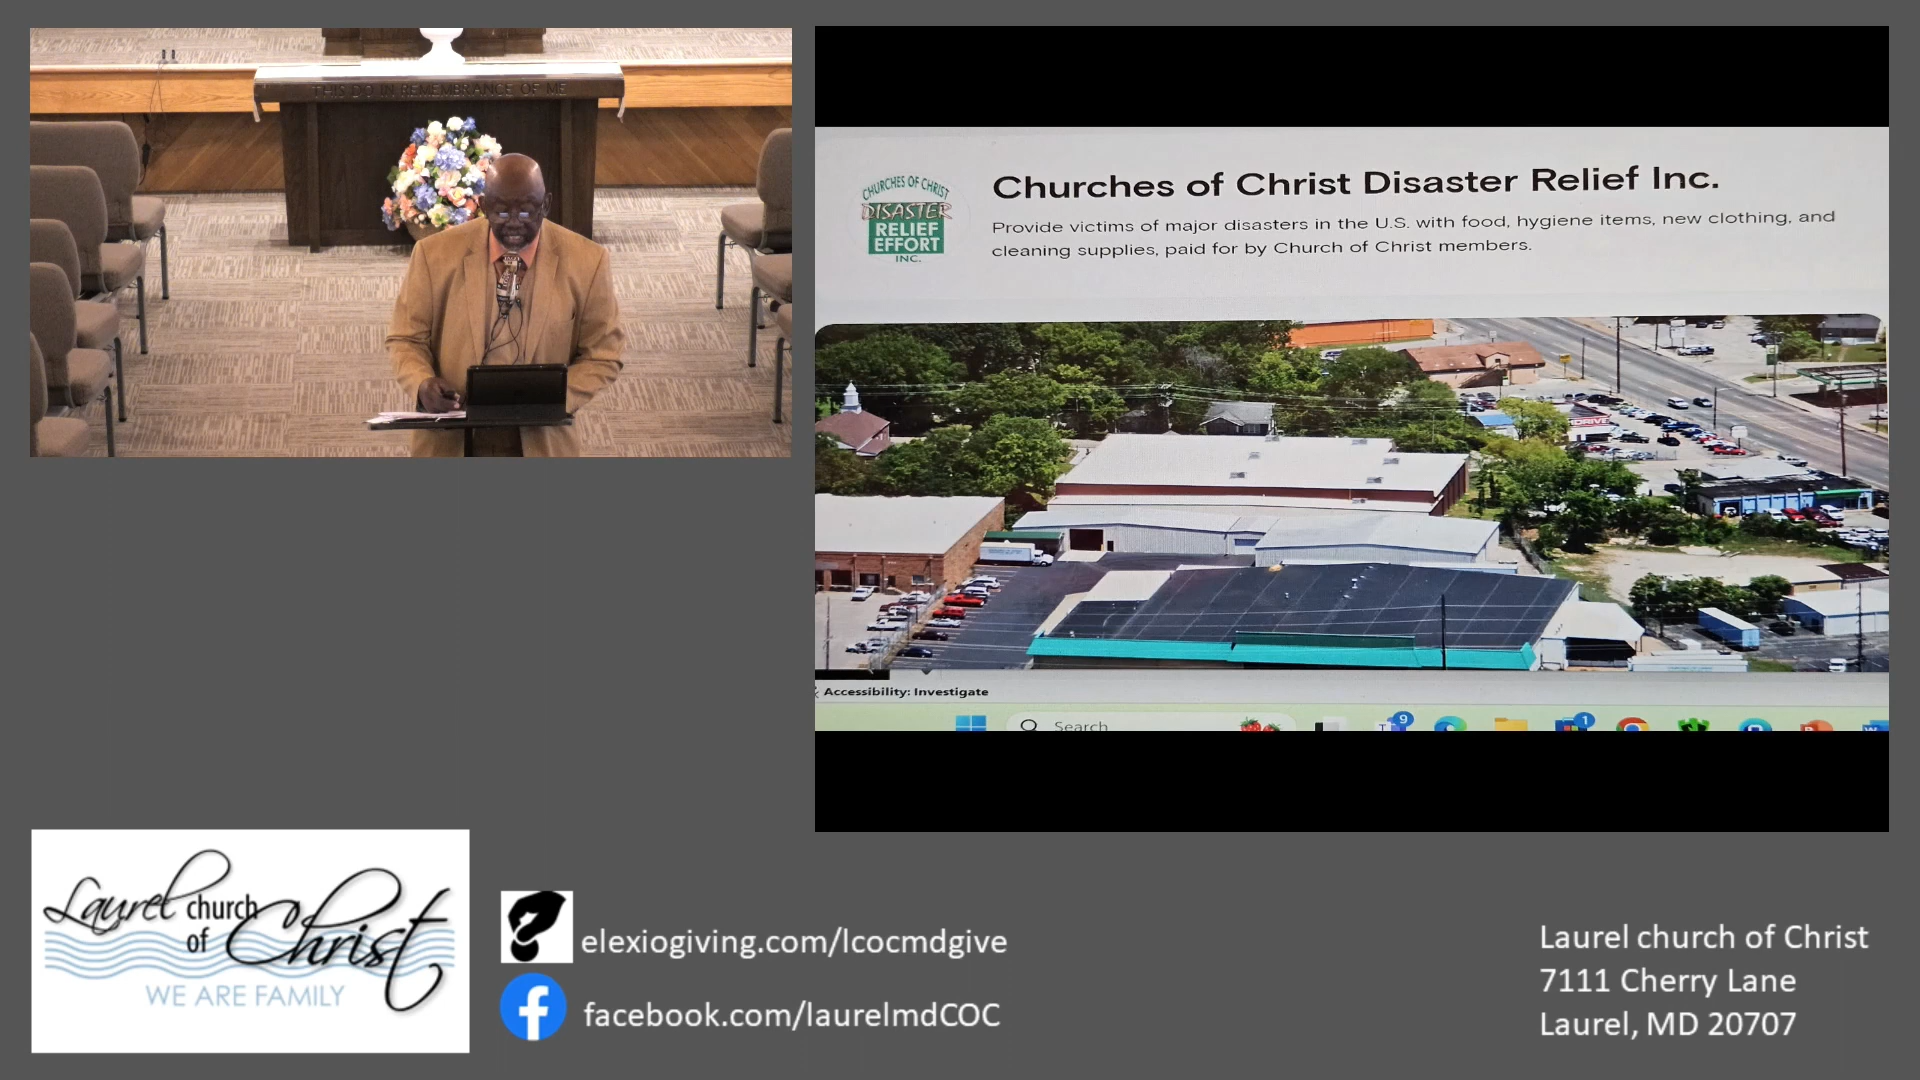 THIS DO IN REMEMBRANCE OF ME
CHURCHES OF CHRIST
DISASTER
RELIEF
EFFORT
INC.
Churches of Christ Disaster Relief Inc.
Provide victims of major disasters in the U.S. with food, hygiene items, new clothing, and
cleaning supplies, paid for by Church of Christ members.
DRIVE
Accessibility: Investigate
Search
9
1
Laurel church
of Christ
WE ARE FAMILY
elexiogiving.com/lcocmdgive
facebook.com/laurelmdCOC
Laurel church of Christ
7111 Cherry Lane
Laurel, MD 20707